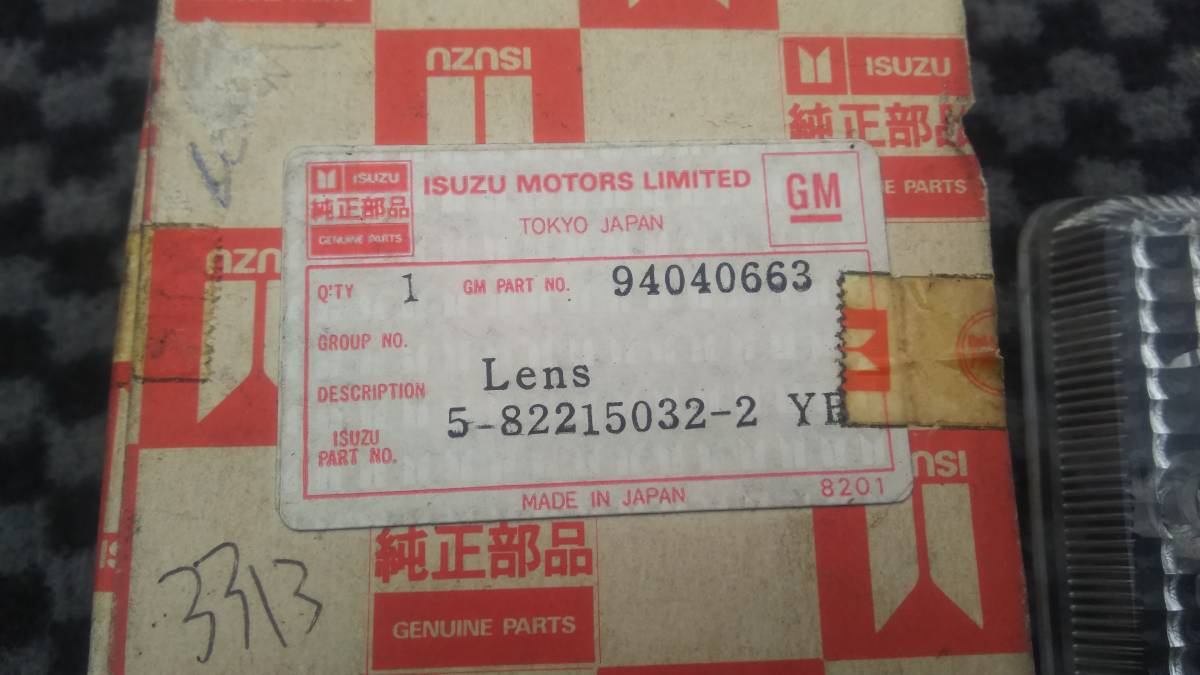 ISUZU
ISUZU
純正部品
PARTS
ISUZU
純正部品
GENUINE PARTS
ISUZU MOTORS LIMITED
TOKYO JAPAN
GM
Q'TY 1 GM PART NO. 94040663
GROUP NO.
DESCRIPTION Lens
ISUZU PART NO. 5-82215032-2
MADE IN JAPAN 8201
3313
純正部品
GENUINE PARTS